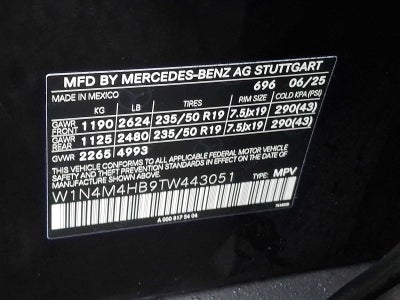 MFD BY MERCEDES-BENZ AG STUTTGART
696 06/25
MADE IN MEXICO
KG LB TIRES RIM SIZE COLD KPA (PSI)
GAWR FRONT 1190 2624 235/50 R19 7.5Jx19 290(43)
GAWR REAR 1125 2480 235/50 R19 7.5Jx19 290(43)
GVWR 2265 4993
THIS VEHICLE CONFORMS TO ALL APPLICABLE FEDERAL MOTOR VEHICLE
SAFETY AND THEFT PREVENTION STANDARDS IN EFFECT ON THE DATE OF
MANUFACTURE SHOWN ABOVE.
W1N4M4HB9TW443051 TYPE: MPV
A 000 817 54 04